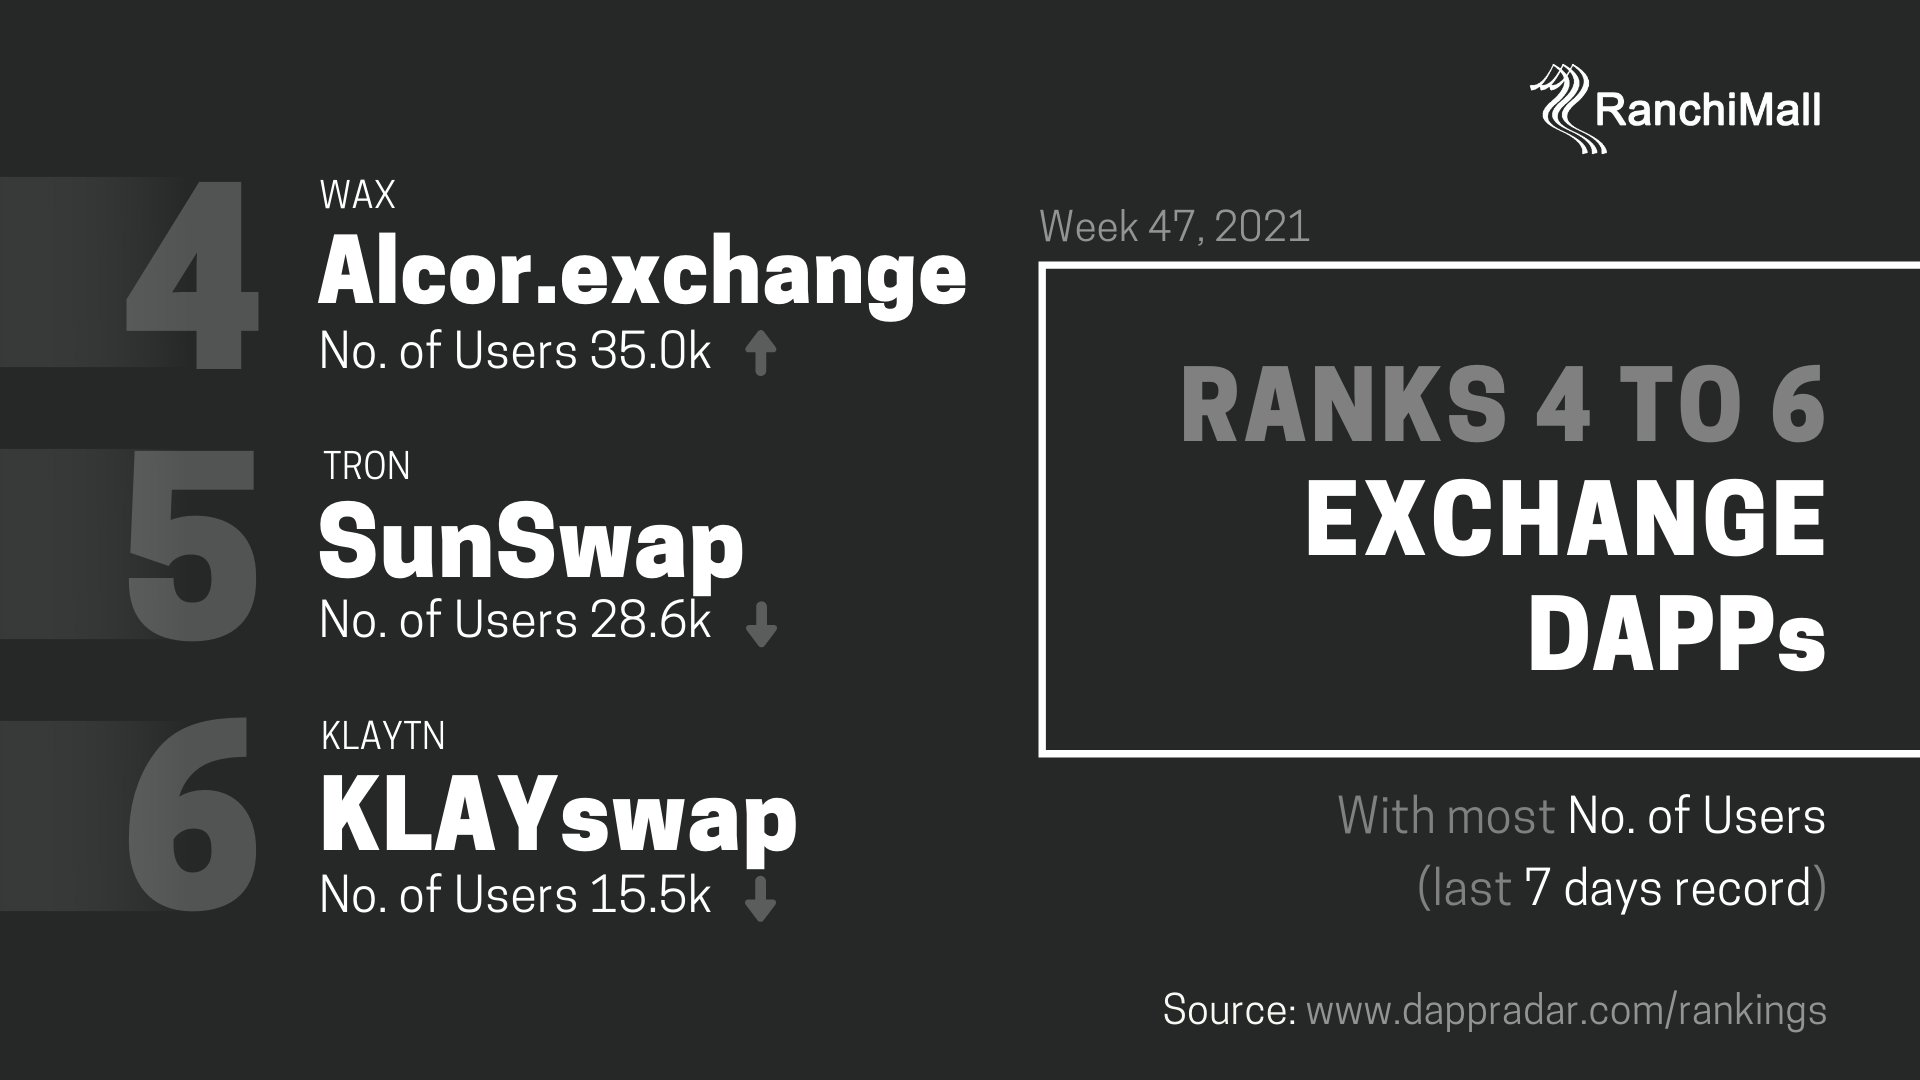 RanchiMall
4
WAX
Alcor.exchange
No. of Users 35.0k
5
TRON
SunSwap
No. of Users 28.6k
6
KLAYTN
KLAYswap
No. of Users 15.5k
Week 47, 2021
RANKS 4 TO 6
EXCHANGE
DAPPs
With most No. of Users
(last 7 days record)
Source: www.dappradar.com/rankings